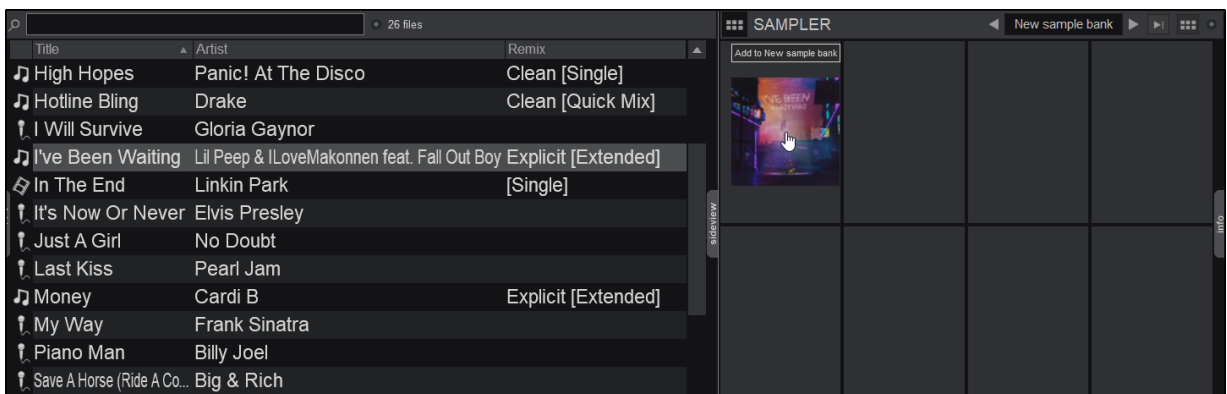 26 files
Title Artist Remix
High Hopes Panic! At The Disco Clean [Single]
Hotline Bling Drake Clean [Quick Mix]
I Will Survive Gloria Gaynor
I've Been Waiting Lil Peep & ILoveMakonnen feat. Fall Out Boy Explicit [Extended]
In The End Linkin Park [Single]
It's Now Or Never Elvis Presley
Just A Girl No Doubt
Last Kiss Pearl Jam
Money Cardi B Explicit [Extended]
My Way Frank Sinatra
Piano Man Billy Joel
Save A Horse (Ride A Co... Big & Rich
sideview
SAMPLER New sample bank
Add to New sample bank
I'VE BEEN
info